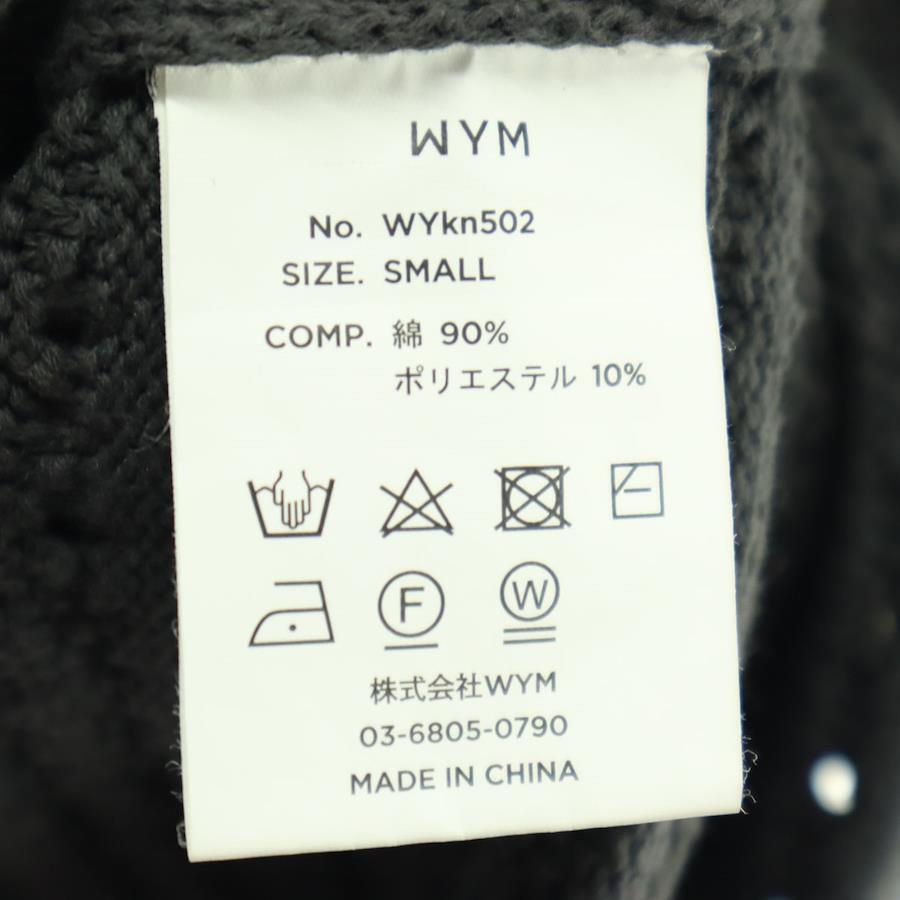 WYM
No. WYkn502
SIZE. SMALL
COMP. 綿 90%
ポリエステル 10%
F W
株式会社WYM
03-6805-0790
MADE IN CHINA